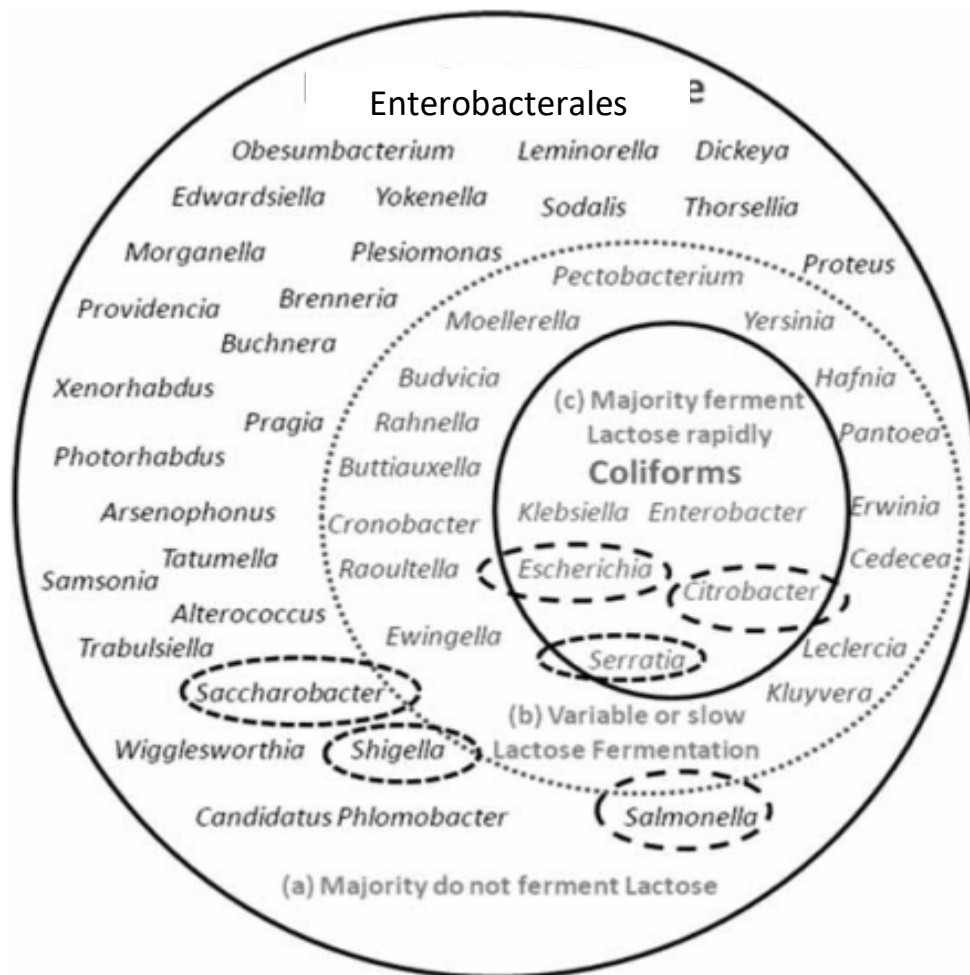 Enterobacterales
e
Obesumbacterium Leminorella Dickeya
Edwardsiella Yokenella Sodalis Thorsellia
Morganella Plesiomonas Pectobacterium Proteus
Providencia Brenneria Moellerella Yersinia
Buchnera
Xenorhabdus Budvicia Hafnia
(c) Majority ferment
Pragia Rahnella Lactose rapidly Pantoea
Photorhabdus Buttiauxella Coliforms
Arsenophonus Cronobacter Klebsiella Enterobacter Erwinia
Samsonia Tatumella Raoultella Escherichia Cedecea
Citrobacter
Alterococcus
Trabulsiella Ewingella Serratia Leclercia
Saccharobacter Kluyvera
(b) Variable or slow
Wigglesworthia Shigella Lactose Fermentation
Candidatus Phlomobacter Salmonella
(a) Majority do not ferment Lactose